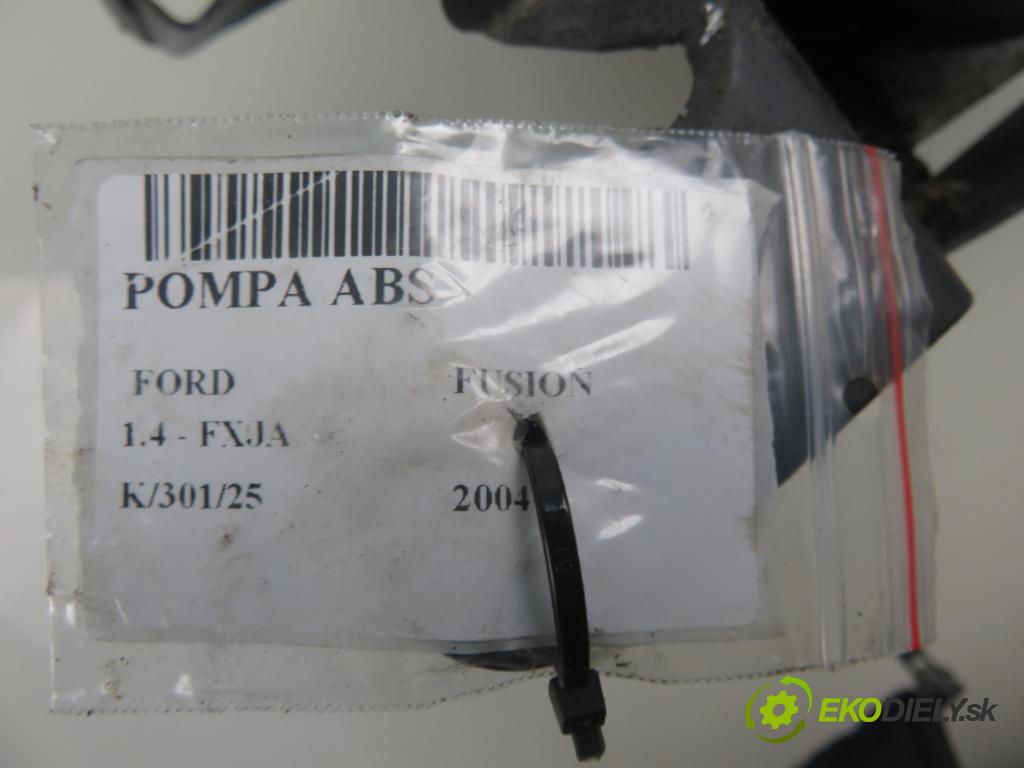 POMPA ABS
FORD FUSION
1.4 - FXJA
K/301/25 2004
EKODIELY.sk